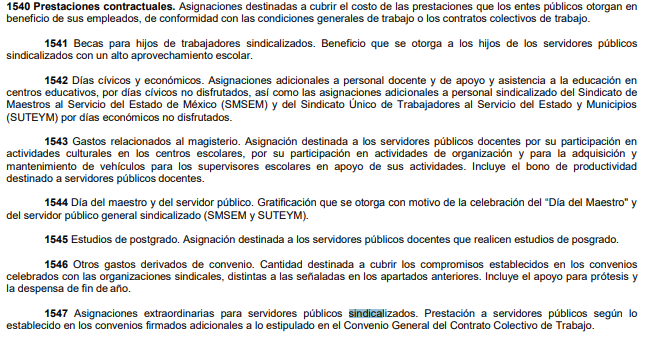 1540 Prestaciones contractuales. Asignaciones destinadas a cubrir el costo de las prestaciones que los entes públicos otorgan en
beneficio de sus empleados, de conformidad con las condiciones generales de trabajo o los contratos colectivos de trabajo.
1541 Becas para hijos de trabajadores sindicalizados. Beneficio que se otorga a los hijos de los servidores públicos
sindicalizados con un alto aprovechamiento escolar.
1542 Días cívicos y económicos. Asignaciones adicionales a personal docente y de apoyo y asistencia a la educación en
centros educativos, por días cívicos no disfrutados, así como las asignaciones adicionales a personal sindicalizado del Sindicato de
Maestros al Servicio del Estado de México (SMSEM) y del Sindicato Único de Trabajadores al Servicio del Estado y Municipios
(SUTEYM) por días económicos no disfrutados.
1543 Gastos relacionados al magisterio. Asignación destinada a los servidores públicos docentes por su participación en
actividades culturales en los centros escolares, por su participación en actividades de organización y para la adquisición y
mantenimiento de vehículos para los supervisores escolares en apoyo de sus actividades. Incluye el bono de productividad
destinado a servidores públicos docentes.
1544 Día del maestro y del servidor público. Gratificación que se otorga con motivo de la celebración del "Día del Maestro" y
del servidor público general sindicalizado (SMSEM y SUTEYM).
1545 Estudios de postgrado. Asignación destinada a los servidores públicos docentes que realicen estudios de posgrado.
1546 Otros gastos derivados de convenio. Cantidad destinada a cubrir los compromisos establecidos en los convenios
celebrados con las organizaciones sindicales, distintas a las señaladas en los apartados anteriores. Incluye el apoyo para prótesis y
la despensa de fin de año.
1547 Asignaciones extraordinarias para servidores públicos sindicalizados. Prestación a servidores públicos según lo
establecido en los convenios firmados adicionales a lo estipulado en el Convenio General del Contrato Colectivo de Trabajo.